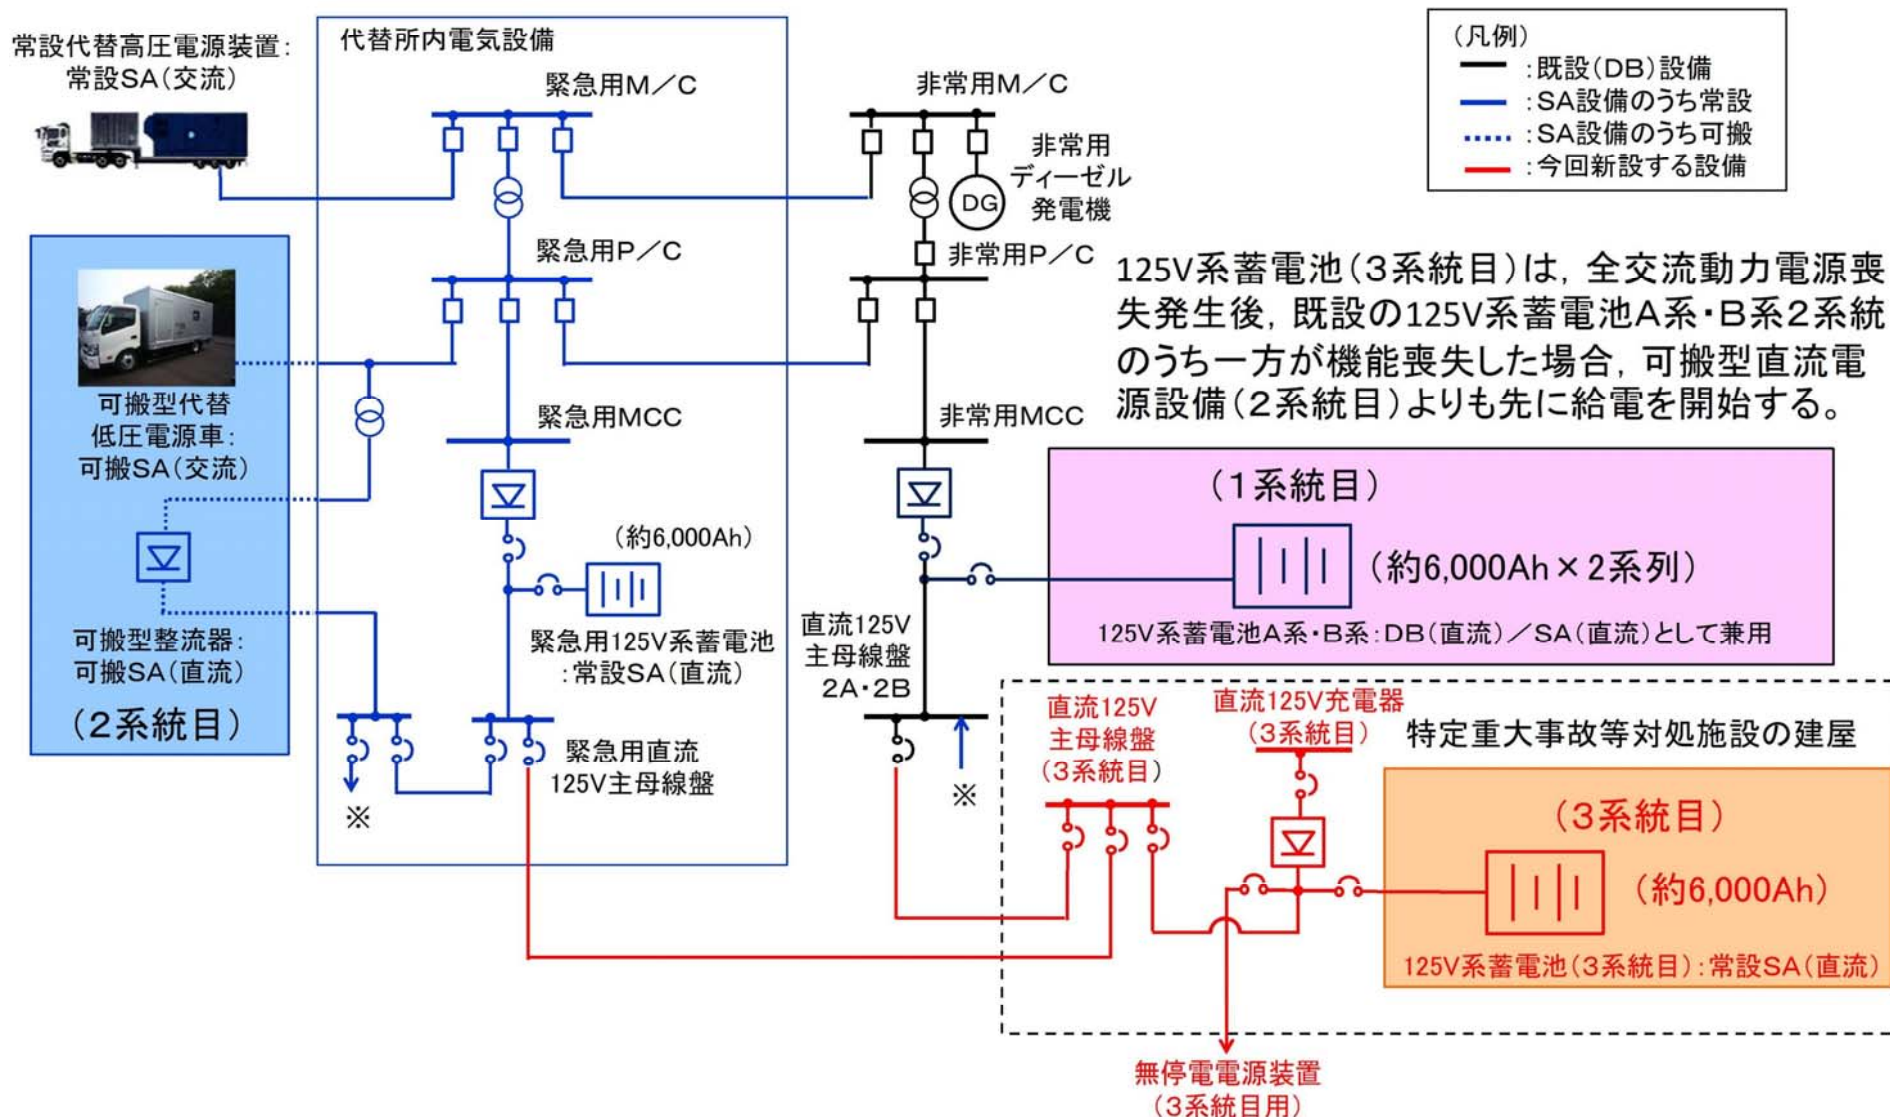 常設代替高圧電源装置:
常設SA(交流)
代替所内電気設備
緊急用M/C
非常用M/C
非常用
ディーゼル
発電機
DG
(凡例)
:既設(DB)設備
:SA設備のうち常設
:SA設備のうち可搬
:今回新設する設備
緊急用P/C
非常用P/C
125V系蓄電池(3系統目)は,全交流動力電源喪
失発生後,既設の125V系蓄電池A系・B系2系統
のうち一方が機能喪失した場合,可搬型直流電
源設備(2系統目)よりも先に給電を開始する。
可搬型代替
低圧電源車:
可搬SA(交流)
緊急用MCC
非常用MCC
(約6,000Ah)
(1系統目)
(約6,000Ah×2系列)
125V系蓄電池A系・B系:DB(直流)/SA(直流)として兼用
可搬型整流器:
可搬SA(直流)
(2系統目)
緊急用125V系蓄電池
:常設SA(直流)
直流125V
主母線盤
2A・2B
緊急用直流
125V主母線盤
※
※
直流125V
主母線盤
(3系統目)
直流125V充電器
(3系統目)
特定重大事故等対処施設の建屋
(3系統目)
(約6,000Ah)
125V系蓄電池(3系統目):常設SA(直流)
無停電電源装置
(3系統目用)